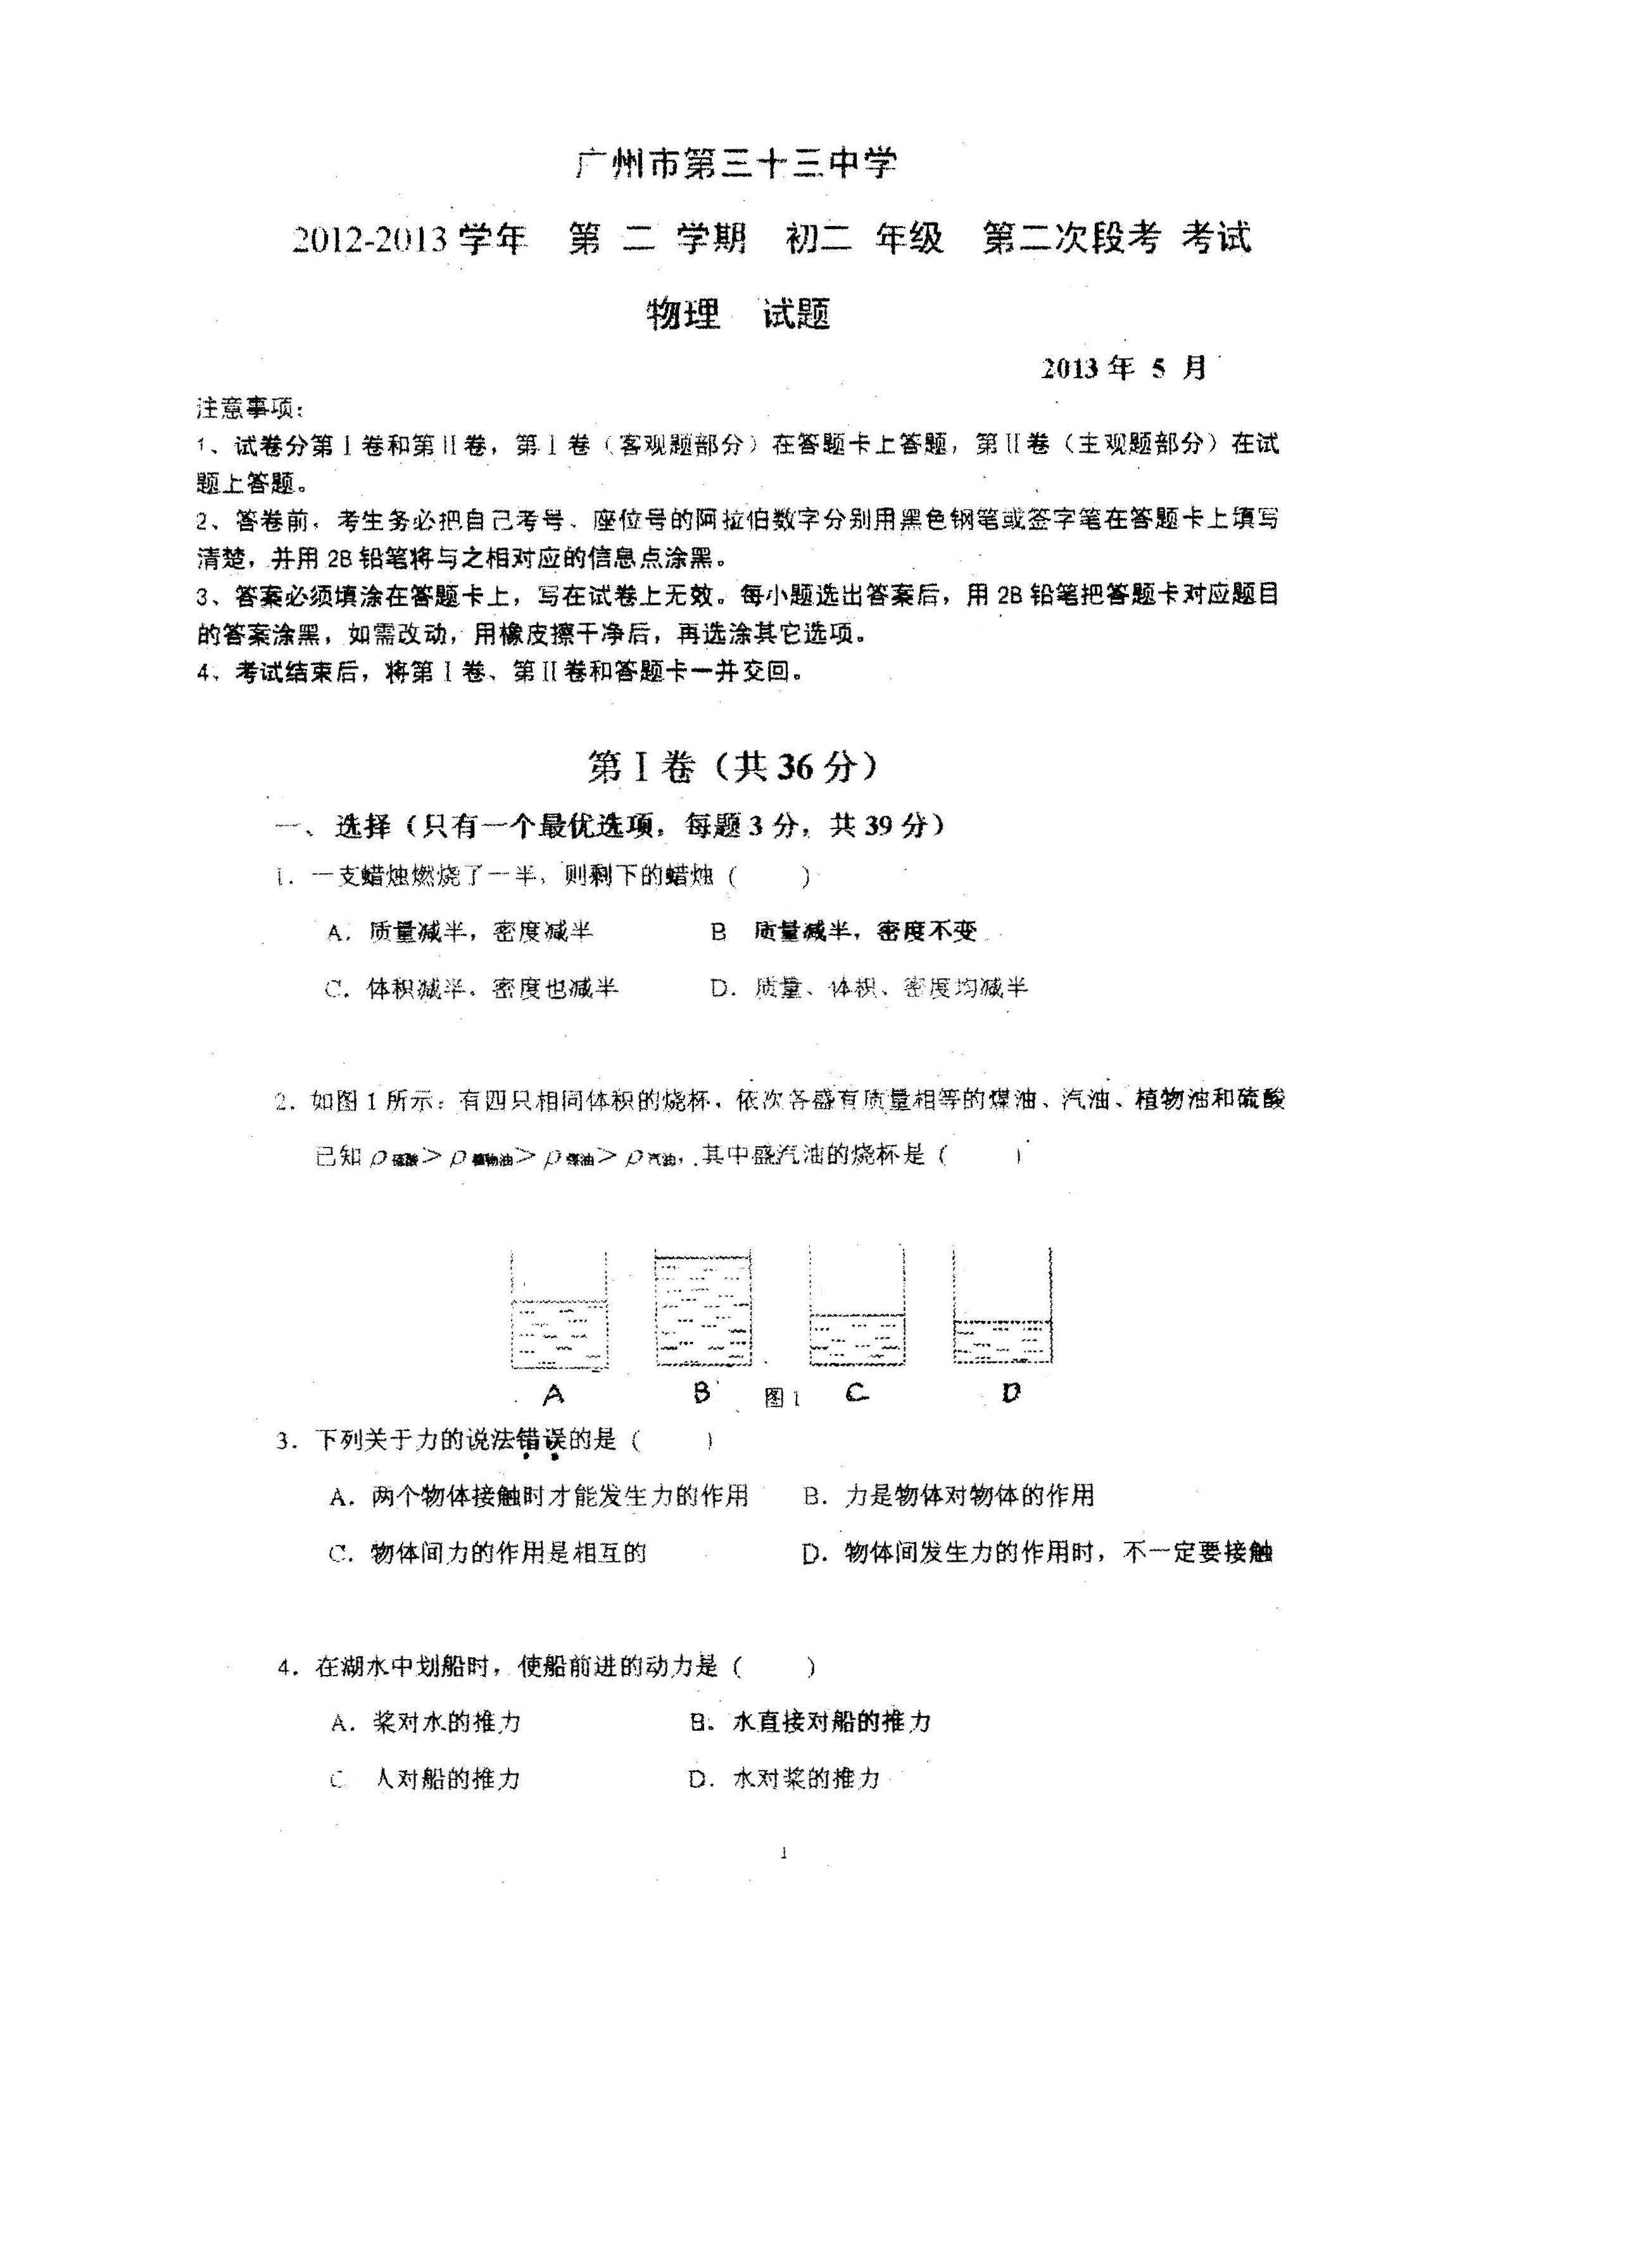 广州市第三十三中学
2012-2013学年 第 二 学期 初二 年级 第二次段考 考试
物理 试题
2013 年 5 月
注意事项：
1、试卷分第Ⅰ卷和第Ⅱ卷，第Ⅰ卷（客观题部分）在答题卡上答题，第Ⅱ卷（主观题部分）在试
题上答题。
2、答卷前，考生务必把自己考号、座位号的阿拉伯数字分别用黑色钢笔或签字笔在答题卡上填写
清楚，并用 2B 铅笔将与之相对应的信息点涂黑。
3、答案必须填涂在答题卡上，写在试卷上无效。每小题选出答案后，用 2B 铅笔把答题卡对应题目
的答案涂黑，如需改动，用橡皮擦干净后，再选涂其它选项。
4、考试结束后，将第Ⅰ卷、第Ⅱ卷和答题卡一并交回。
第Ⅰ卷（共 36 分）
一、 选择（只有一个最优选项，每题 3 分，共 39 分）
1．一支蜡烛燃烧了一半，则剩下的蜡烛（ ）
A．质量减半，密度减半 B 质量减半，密度不变
C．体积减半，密度也减半 D．质量、体积、密度均减半
2．如图 1 所示：有四只相同体积的烧杯，依次各盛有质量相等的煤油、汽油、植物油和硫酸
已知ρ硫酸＞ρ植物油＞ρ煤油＞ρ汽油，其中盛汽油的烧杯是（ ）
A B 图1 C D
3．下列关于力的说法错误的是（ ）
A．两个物体接触时才能发生力的作用 B．力是物体对物体的作用
C．物体间力的作用是相互的 D．物体间发生力的作用时，不一定要接触
4．在湖水中划船时，使船前进的动力是（ ）
A．桨对水的推力 B．水直接对船的推力
C 人对船的推力 D．水对桨的推力
1